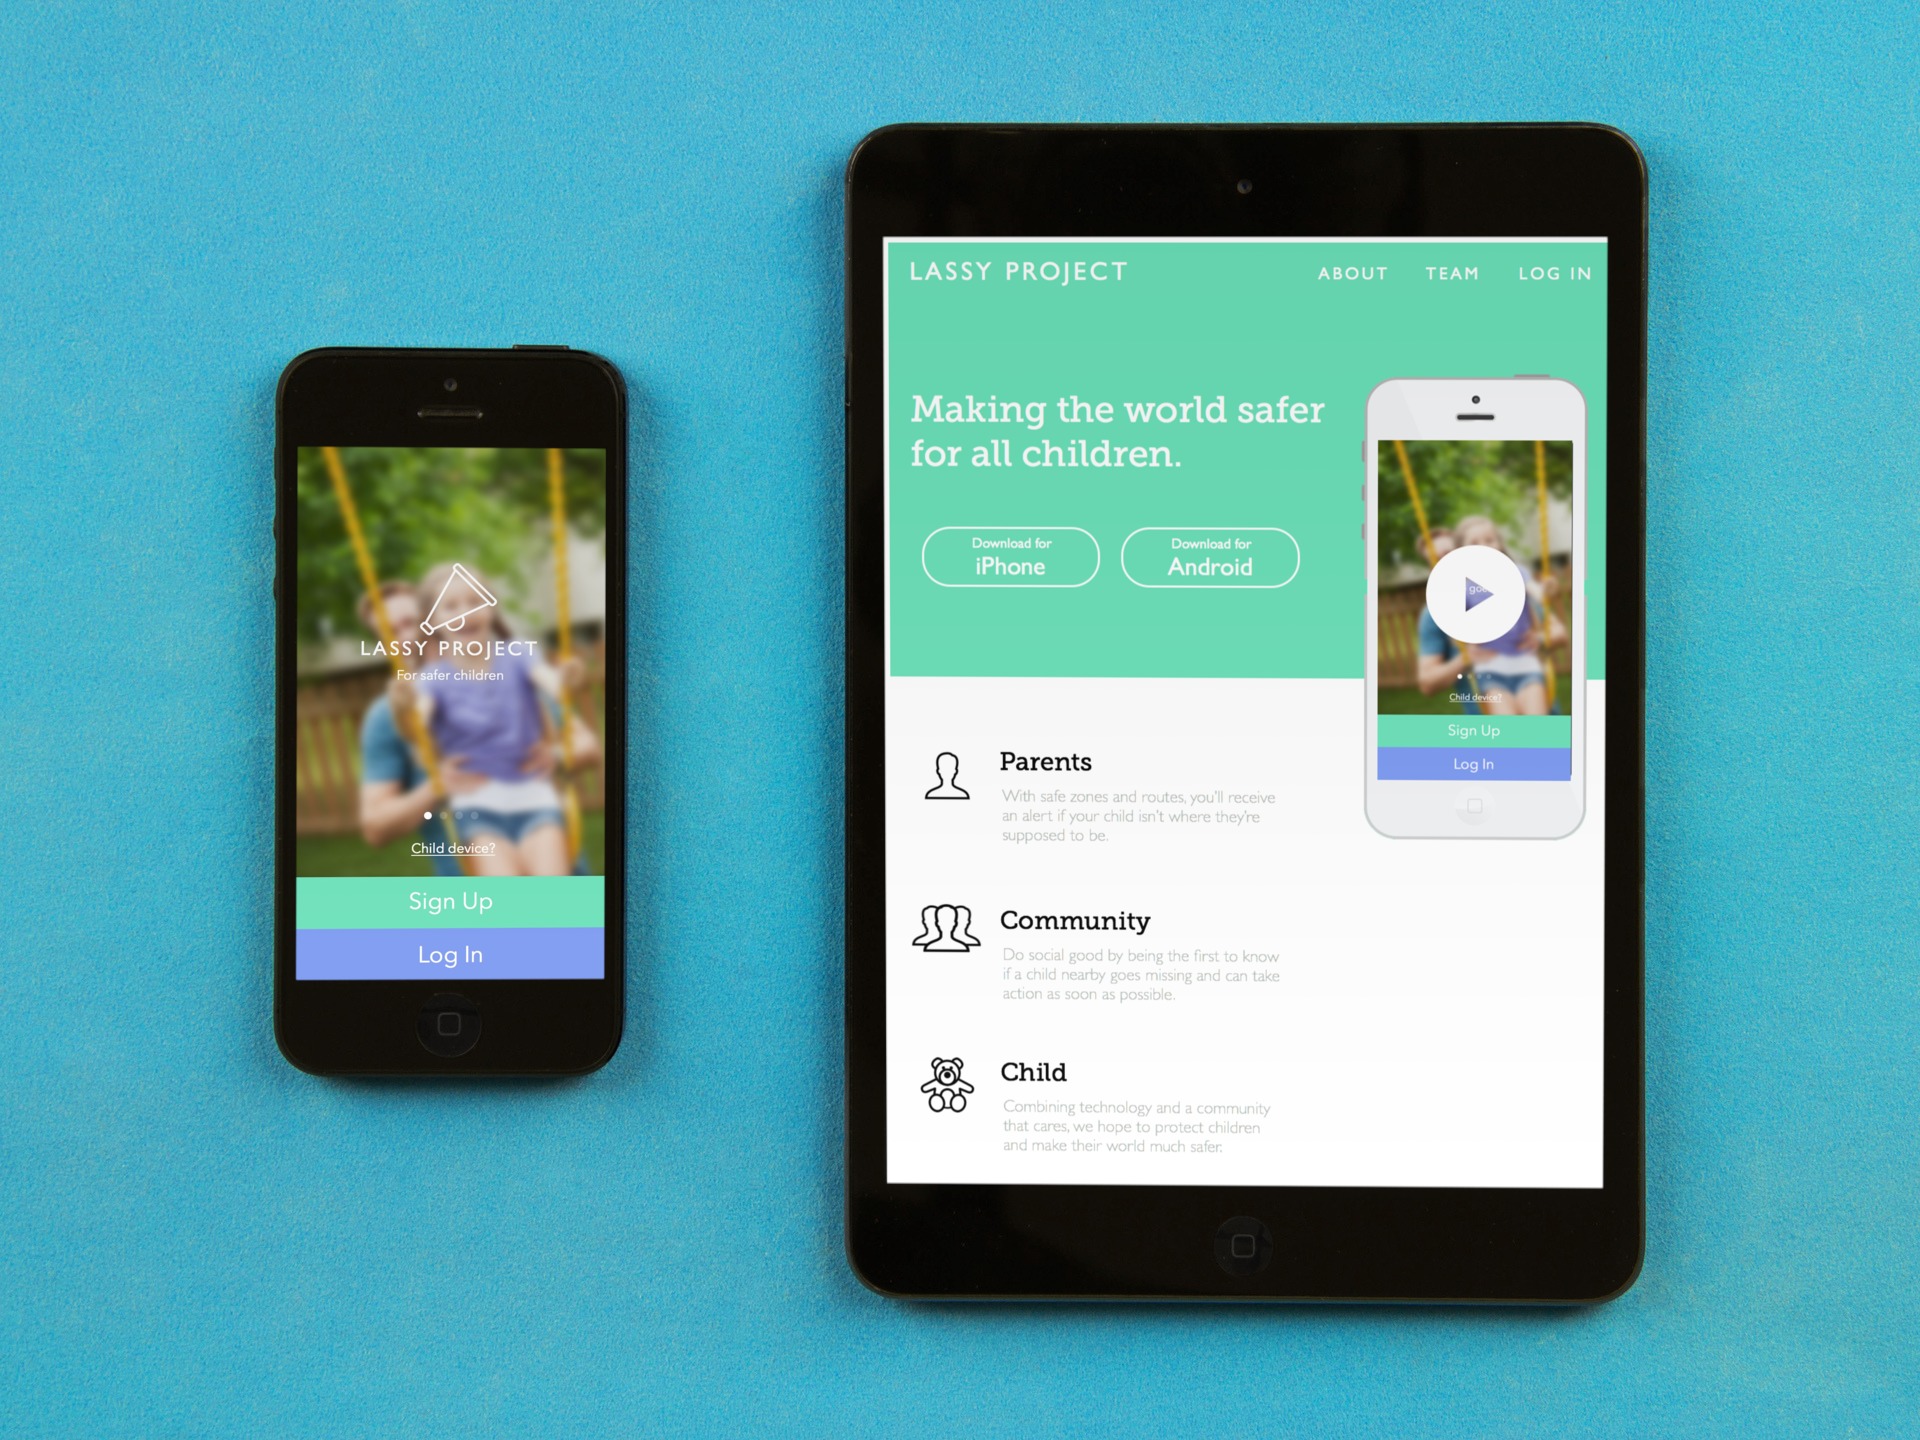 LASSY PROJECT
For safer children
Child device?
Sign Up
Log In
LASSY PROJECT
ABOUT
TEAM
LOG IN
Making the world safer
for all children.
Download for
iPhone
Download for
Android
Child device?
Sign Up
Log In
Parents
With safe zones and routes, you'll receive
an alert if your child isn't where they're
supposed to be.
Community
Do social good by being the first to know
if a child nearby goes missing and can take
action as soon as possible.
Child
Combining technology and a community
that cares, we hope to protect children
and make their world much safer.